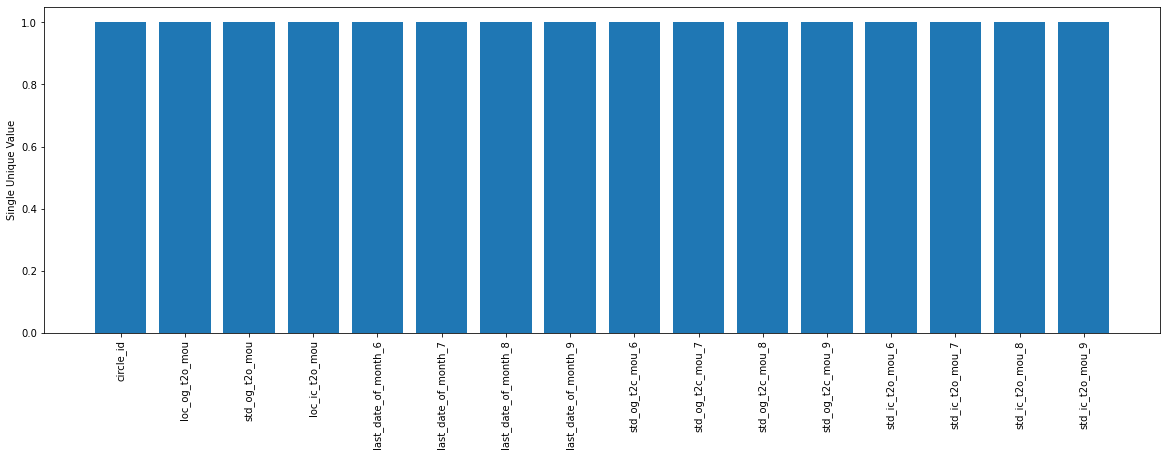 Single Unique Value
1.0
0.8
0.6
0.4
0.2
0.0
circle_id
loc_og_t2o_mou
std_og_t2o_mou
loc_ic_t2o_mou
last_date_of_month_6
last_date_of_month_7
last_date_of_month_8
last_date_of_month_9
std_og_t2c_mou_6
std_og_t2c_mou_7
std_og_t2c_mou_8
std_og_t2c_mou_9
std_ic_t2o_mou_6
std_ic_t2o_mou_7
std_ic_t2o_mou_8
std_ic_t2o_mou_9